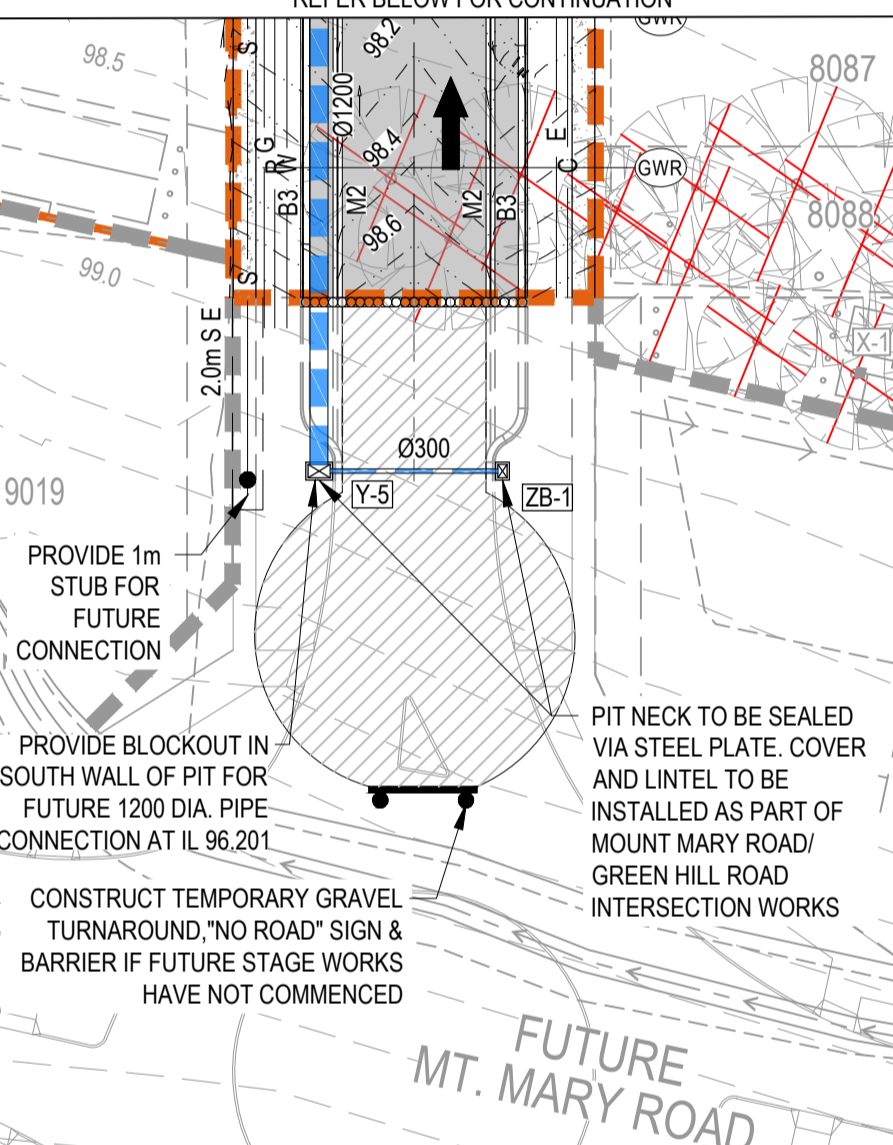 REFER BELOW FOR CONTINUATION
GWR
98.5
S
98.2
8087
Ø1200
G
R
W
98.4
E
C
GWR
B3
M2
M2
B3
8088
98.6
99.0
S
2.0m S E
X-1
Ø300
9019
Y-5
ZB-1
PROVIDE 1m
STUB FOR
FUTURE
CONNECTION
PROVIDE BLOCKOUT IN
SOUTH WALL OF PIT FOR
FUTURE 1200 DIA. PIPE
CONNECTION AT IL 96.201
PIT NECK TO BE SEALED
VIA STEEL PLATE. COVER
AND LINTEL TO BE
INSTALLED AS PART OF
MOUNT MARY ROAD/
GREEN HILL ROAD
INTERSECTION WORKS
CONSTRUCT TEMPORARY GRAVEL
TURNAROUND,"NO ROAD" SIGN &
BARRIER IF FUTURE STAGE WORKS
HAVE NOT COMMENCED
FUTURE
MT. MARY ROAD